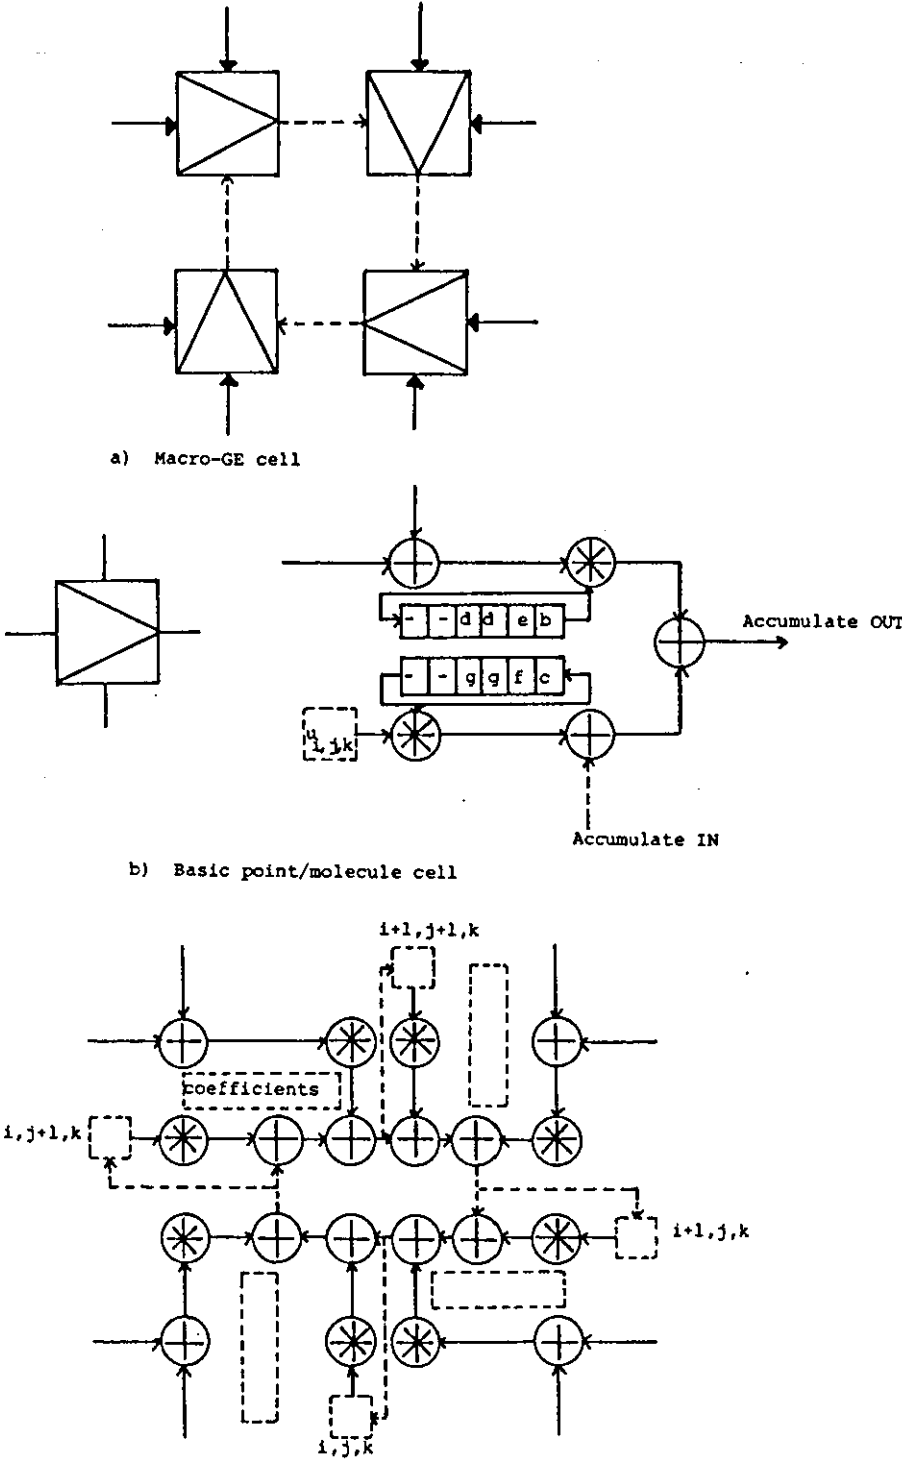 a) Macro-GE cell
- - d d e b
Accumulate OUT
- - g g f c
u
i,j,k
Accumulate IN
b) Basic point/molecule cell
i+1,j+1,k
coefficients
i,j+1,k
i+1,j,k
i,j,k